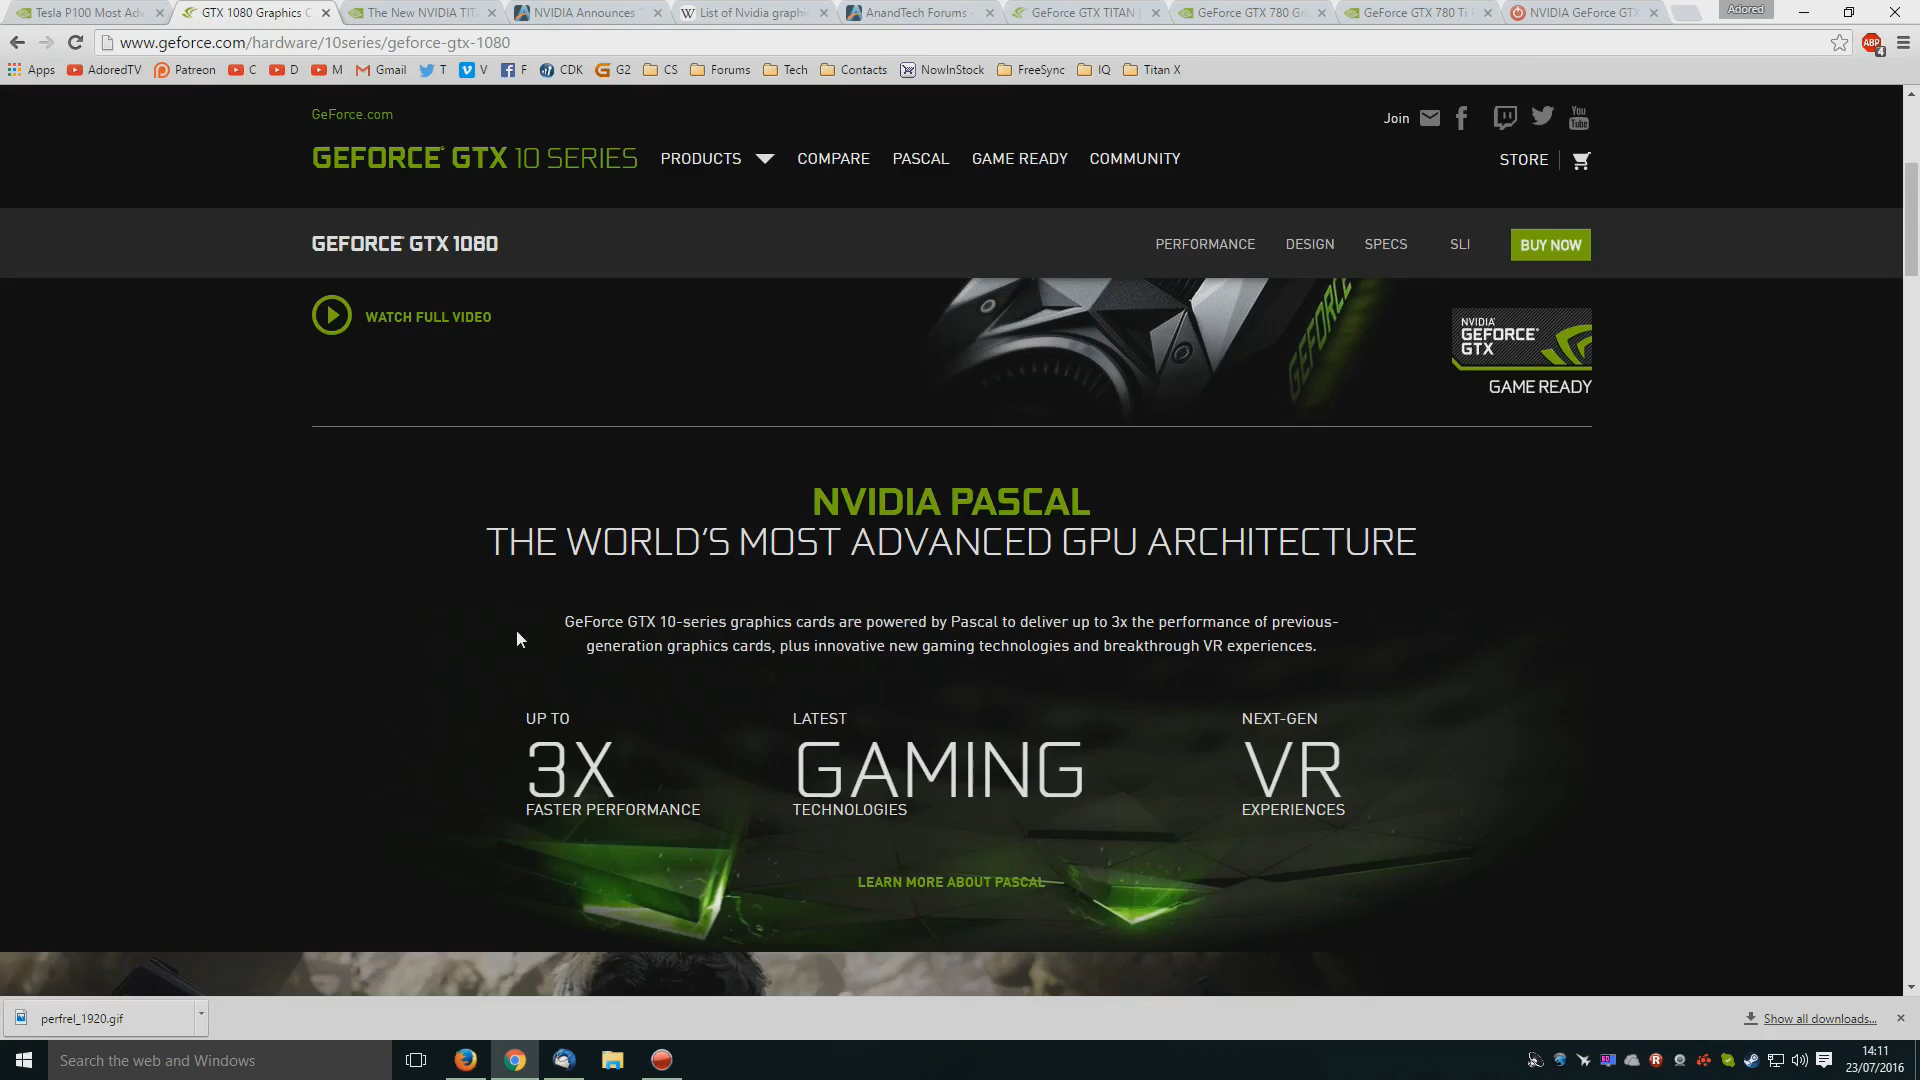 Tesla P100 Most Adv
GTX 1080 Graphics C
The New NVIDIA TIT
NVIDIA Announces
List of Nvidia graphic
AnandTech Forums -
GeForce GTX TITAN |
GeForce GTX 780 Gr
GeForce GTX 780 Ti P
NVIDIA GeForce GTX
Adored
www.geforce.com/hardware/10series/geforce-gtx-1080
ABP
4
Apps
AdoredTV
Patreon
C
D
M
Gmail
T
V
F
CDK
G2
CS
Forums
Tech
Contacts
NowInStock
FreeSync
IQ
Titan X
GeForce.com
Join
You
Tube
GEFORCE® GTX 10 SERIES
PRODUCTS
COMPARE
PASCAL
GAME READY
COMMUNITY
STORE
GEFORCE® GTX 1080
PERFORMANCE
DESIGN
SPECS
SLI
BUY NOW
WATCH FULL VIDEO
GEFORCE
NVIDIA®
GEFORCE®
GTX
GAME READY
NVIDIA PASCAL
THE WORLD'S MOST ADVANCED GPU ARCHITECTURE
GeForce GTX 10-series graphics cards are powered by Pascal to deliver up to 3x the performance of previous-
generation graphics cards, plus innovative new gaming technologies and breakthrough VR experiences.
UP TO
3X
FASTER PERFORMANCE
LATEST
GAMING
TECHNOLOGIES
NEXT-GEN
VR
EXPERIENCES
LEARN MORE ABOUT PASCAL
perfrel_1920.gif
Show all downloads...
Search the web and Windows
14:11
23/07/2016